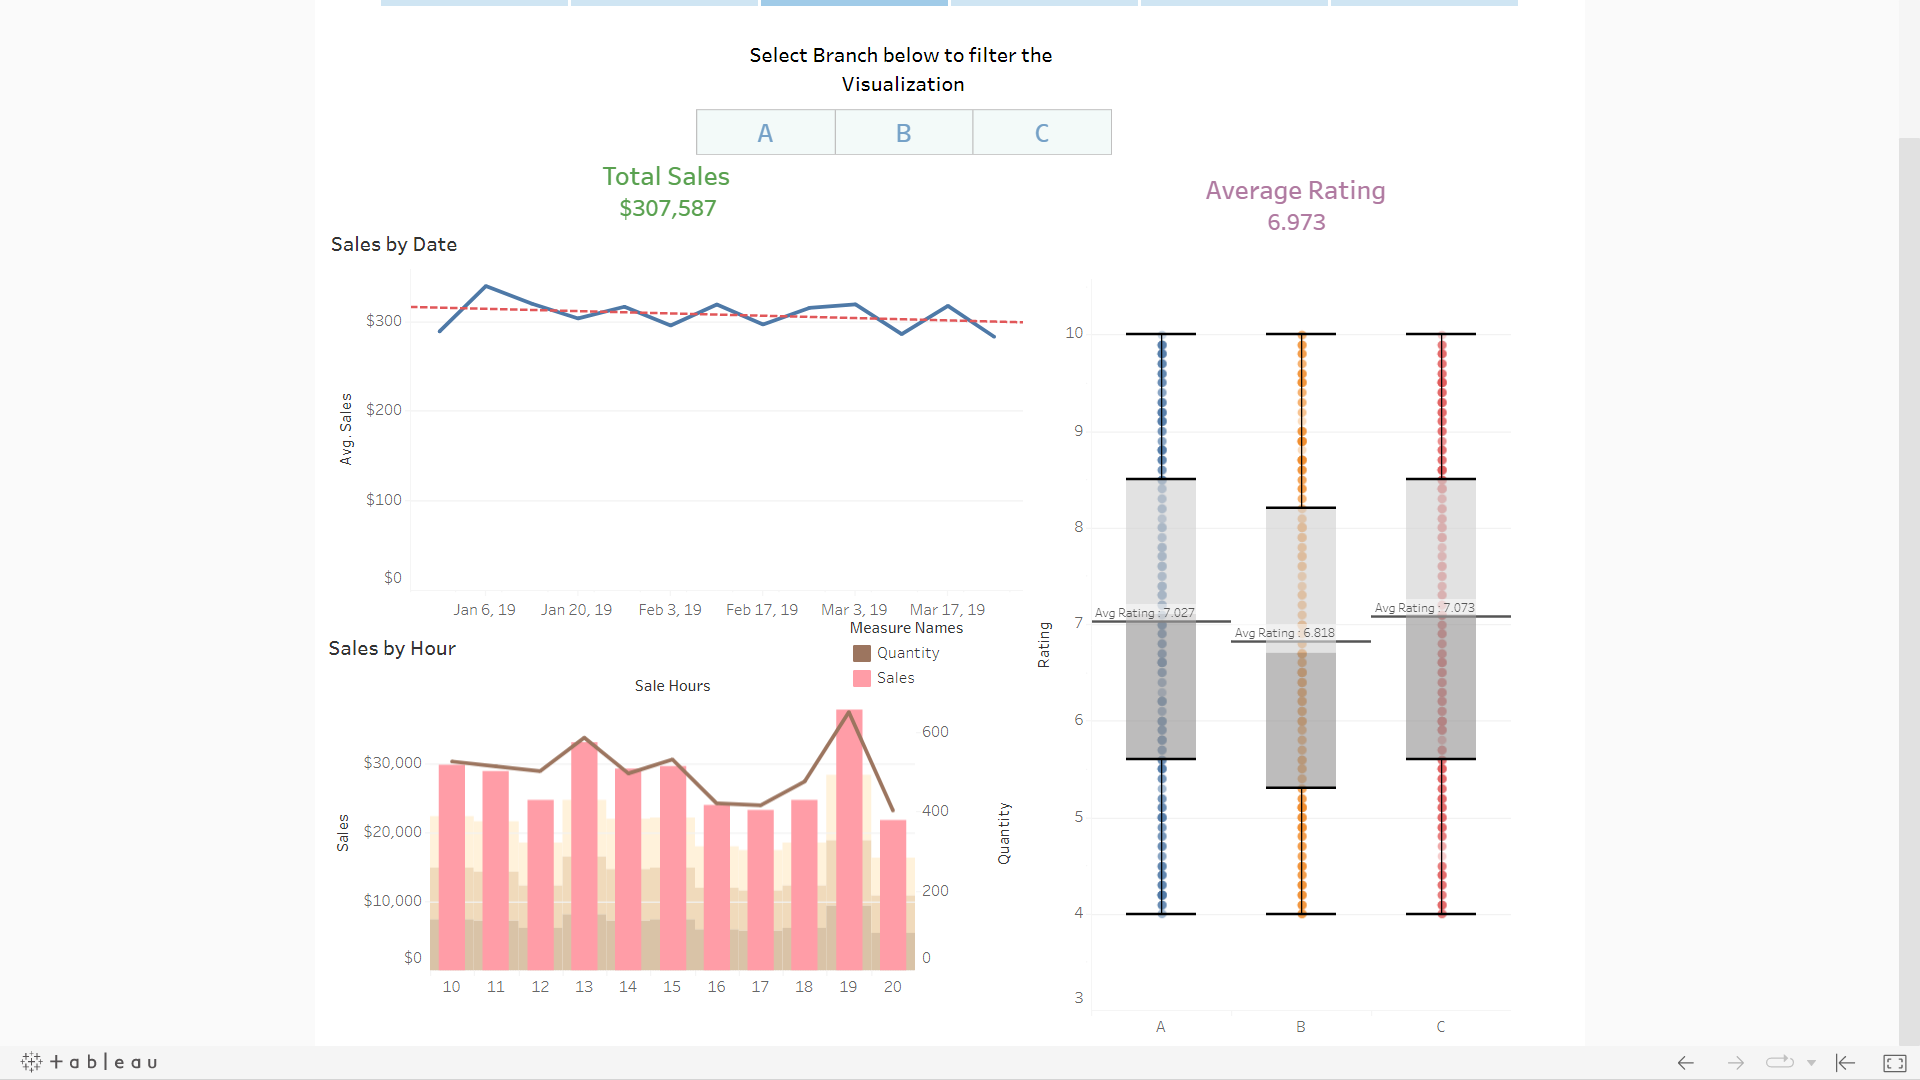 Select Branch below to filter the
Visualization
A
B
C
Total Sales
$307,587
Average Rating
6.973
Sales by Date
$300
$200
$100
$0
Avg. Sales
Jan 6, 19
Jan 20, 19
Feb 3, 19
Feb 17, 19
Mar 3, 19
Mar 17, 19
Measure Names
Quantity
Sales
Sales by Hour
Sale Hours
$30,000
$20,000
$10,000
$0
Sales
600
400
200
0
Quantity
10
11
12
13
14
15
16
17
18
19
20
10
9
8
7
6
5
4
3
Rating
Avg Rating : 7.027
Avg Rating : 6.818
Avg Rating : 7.073
A
B
C
+ a b l e a u